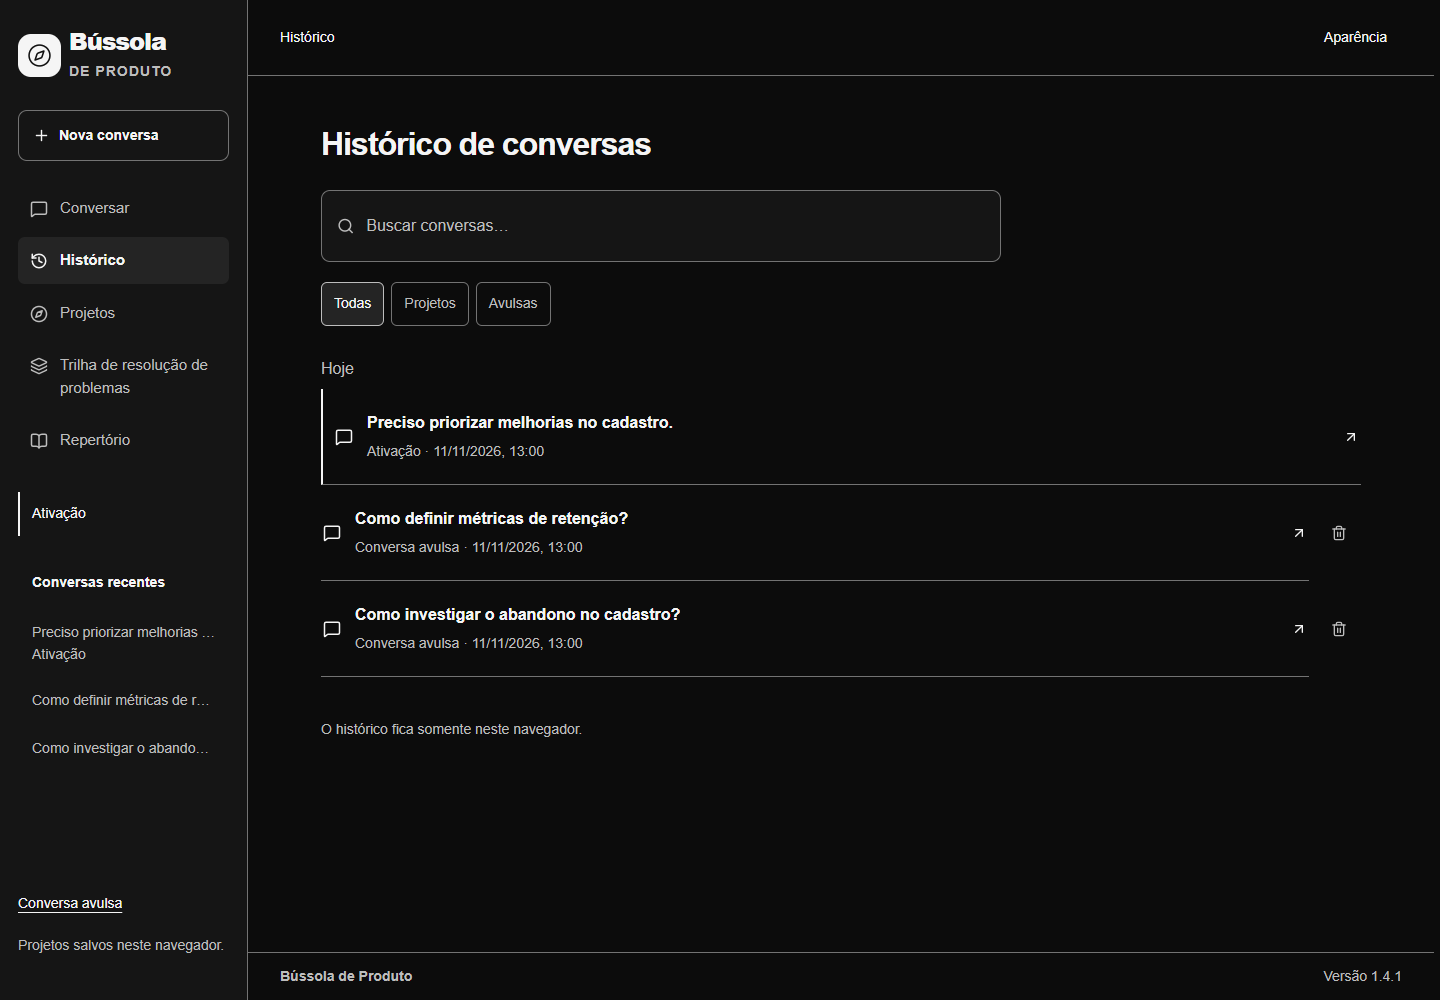 Bússola
DE PRODUTO
Nova conversa
Conversar
Histórico
Projetos
Trilha de resolução de
problemas
Repertório
Ativação
Conversas recentes
Preciso priorizar melhorias …
Ativação
Como definir métricas de r…
Como investigar o abando…
Conversa avulsa
Projetos salvos neste navegador.
Histórico
Aparência
Histórico de conversas
Buscar conversas…
Todas
Projetos
Avulsas
Hoje
Preciso priorizar melhorias no cadastro.
Ativação · 11/11/2026, 13:00
Como definir métricas de retenção?
Conversa avulsa · 11/11/2026, 13:00
Como investigar o abandono no cadastro?
Conversa avulsa · 11/11/2026, 13:00
O histórico fica somente neste navegador.
Bússola de Produto
Versão 1.4.1